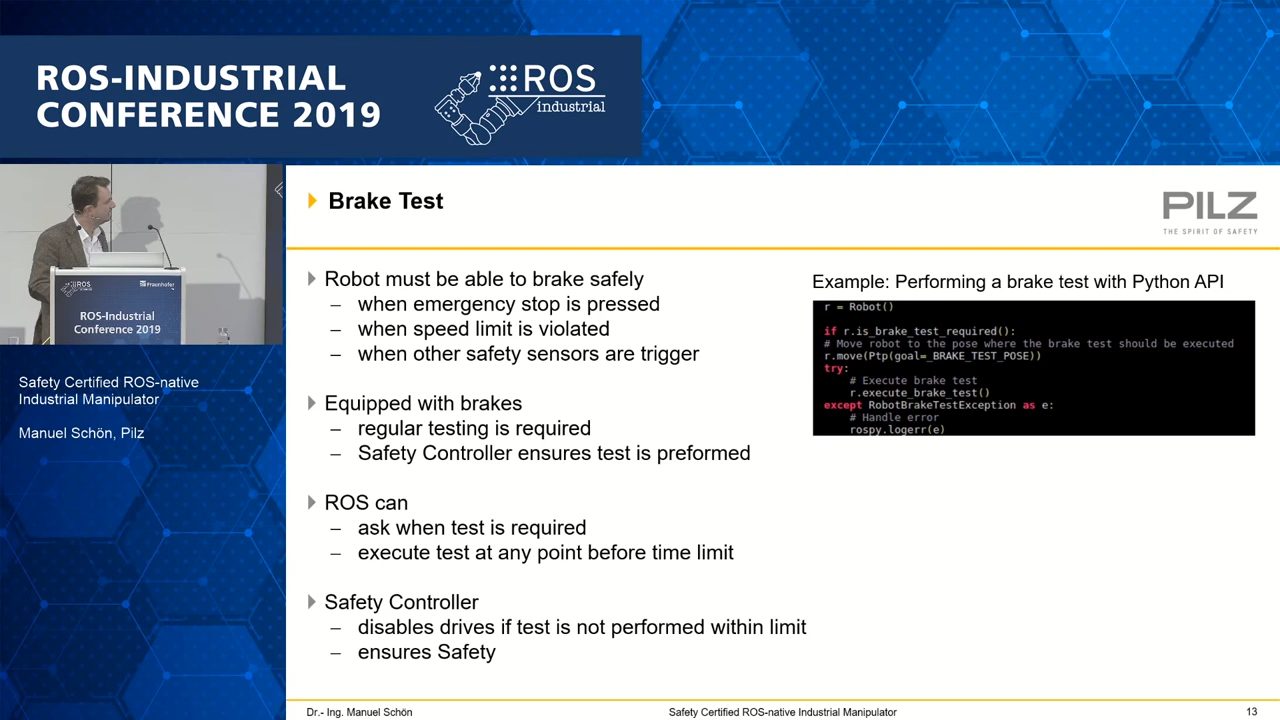 ROS-INDUSTRIAL
CONFERENCE 2019
ROS
industrial
ROS
Fraunhofer
ROS-Industrial
Conference 2019
Safety Certified ROS-native
Industrial Manipulator
Manuel Schön, Pilz
Brake Test
PILZ
THE SPIRIT OF SAFETY
Robot must be able to brake safely
– when emergency stop is pressed
– when speed limit is violated
– when other safety sensors are trigger
Equipped with brakes
– regular testing is required
– Safety Controller ensures test is preformed
ROS can
– ask when test is required
– execute test at any point before time limit
Safety Controller
– disables drives if test is not performed within limit
– ensures Safety
Example: Performing a brake test with Python API
r = Robot()
if r.is_brake_test_required():
# Move robot to the pose where the brake test should be executed
r.move(Ptp(goal=_BRAKE_TEST_POSE))
try:
# Execute brake test
r.execute_brake_test()
except RobotBrakeTestException as e:
# Handle error
rospy.logerr(e)
Dr.- Ing. Manuel Schön
Safety Certified ROS-native Industrial Manipulator
13